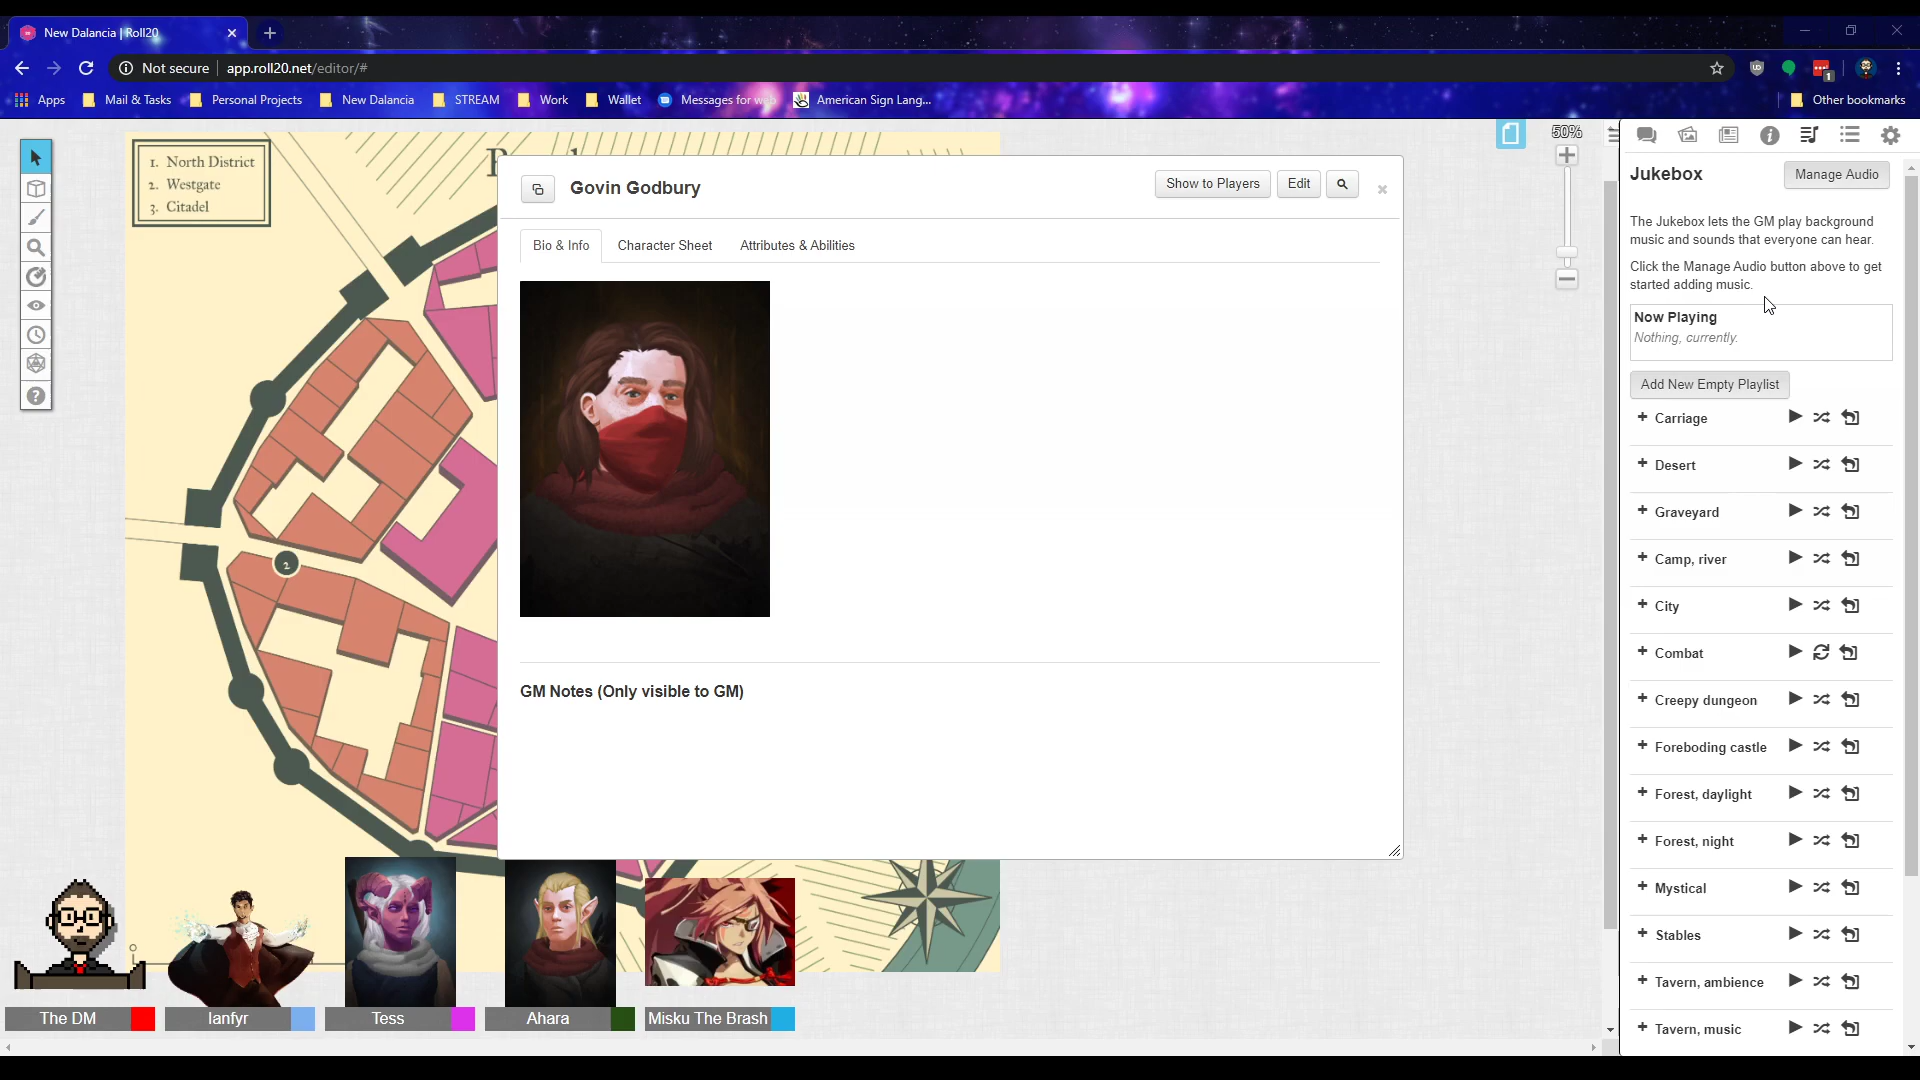 New Dalancia | Roll20
Not secure
app.roll20.net/editor/#
1
Apps
Mail & Tasks
Personal Projects
New Dalancia
STREAM
Work
Wallet
Messages for web
American Sign Lang...
Other bookmarks
1. North District
2. Westgate
3. Citadel
2
50%
Govin Godbury
Show to Players
Edit
Bio & Info
Character Sheet
Attributes & Abilities
GM Notes (Only visible to GM)
Jukebox
Manage Audio
The Jukebox lets the GM play background
music and sounds that everyone can hear.
Click the Manage Audio button above to get
started adding music.
Now Playing
Nothing, currently.
Add New Empty Playlist
Carriage
Desert
Graveyard
Camp, river
City
Combat
Creepy dungeon
Foreboding castle
Forest, daylight
Forest, night
Mystical
Stables
Tavern, ambience
Tavern, music
The DM
Ianfyr
Tess
Ahara
Misku The Brash